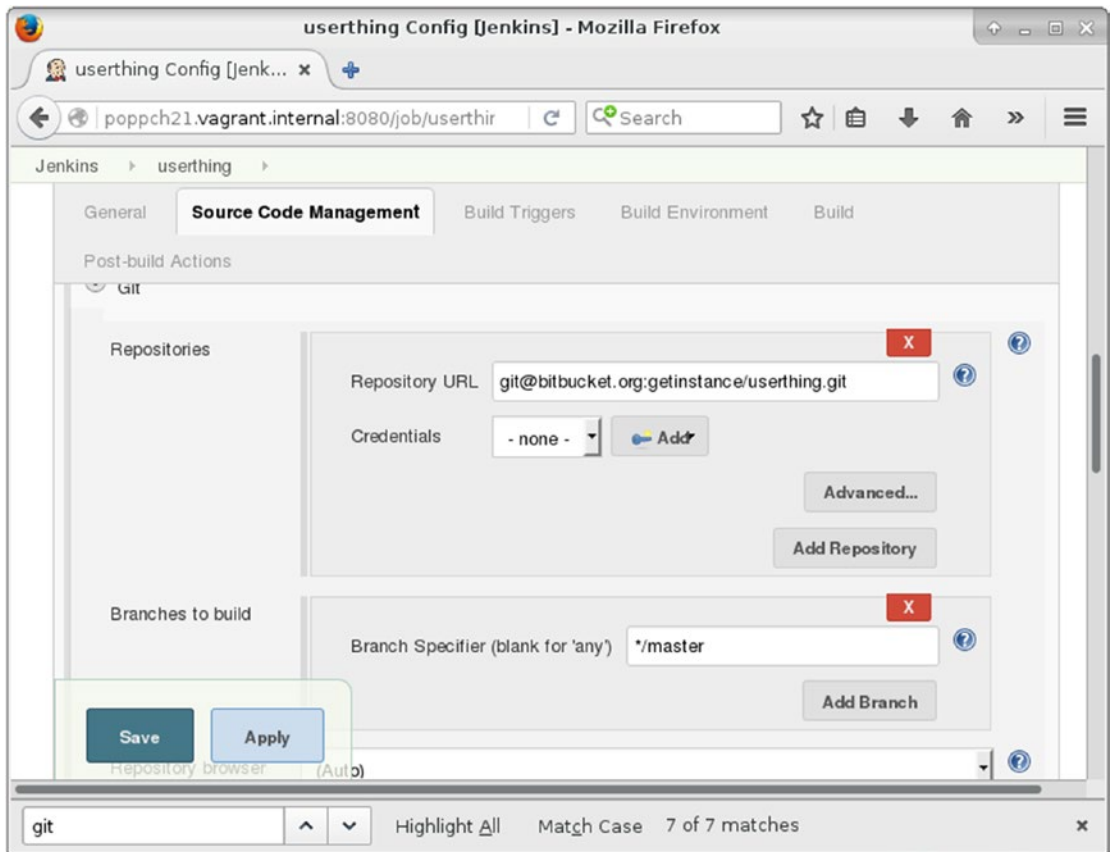 userthing Config [Jenkins] - Mozilla Firefox
userthing Config [Jenk... ×
poppch21.vagrant.internal:8080/job/userthir
Search
Jenkins userthing
General Source Code Management Build Triggers Build Environment Build
Post-build Actions
Git
Repositories
X
Repository URL git@bitbucket.org:getinstance/userthing.git
Credentials - none - Add
Advanced...
Add Repository
Branches to build
X
Branch Specifier (blank for 'any') */master
Add Branch
Save Apply
Repository browser (Auto)
git Highlight All Match Case 7 of 7 matches